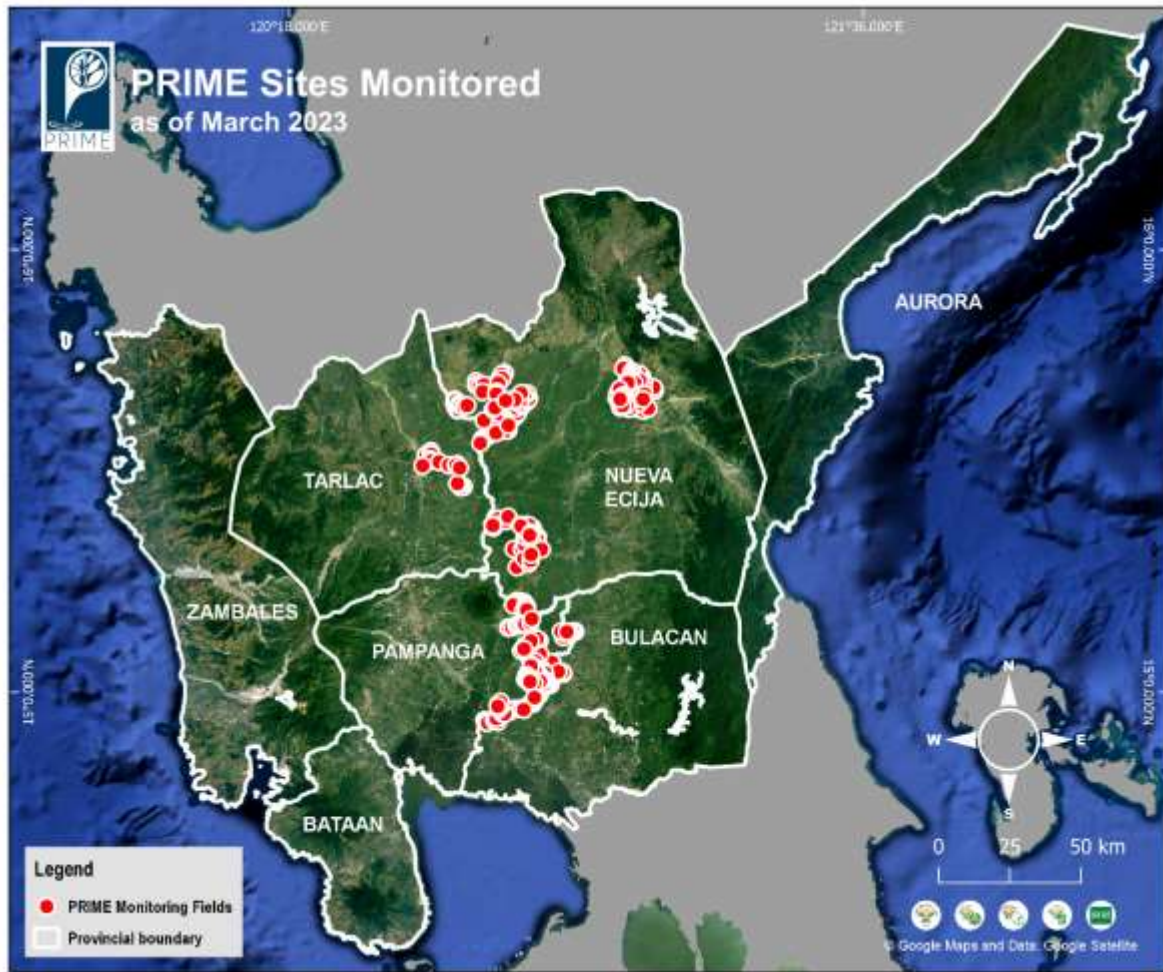 120°18.000'E
121°36.000'E
PRIME Sites Monitored
as of March 2023
PRIME
16°0.000'N
16°0.000'N
AURORA
TARLAC
NUEVA
ECIJA
ZAMBALES
PAMPANGA
BULACAN
15°0.000'N
15°0.000'N
N
W
E
S
BATAAN
0 25 50 km
Legend
PRIME Monitoring Fields
Provincial boundary
© Google Maps and Data: Google Satellite